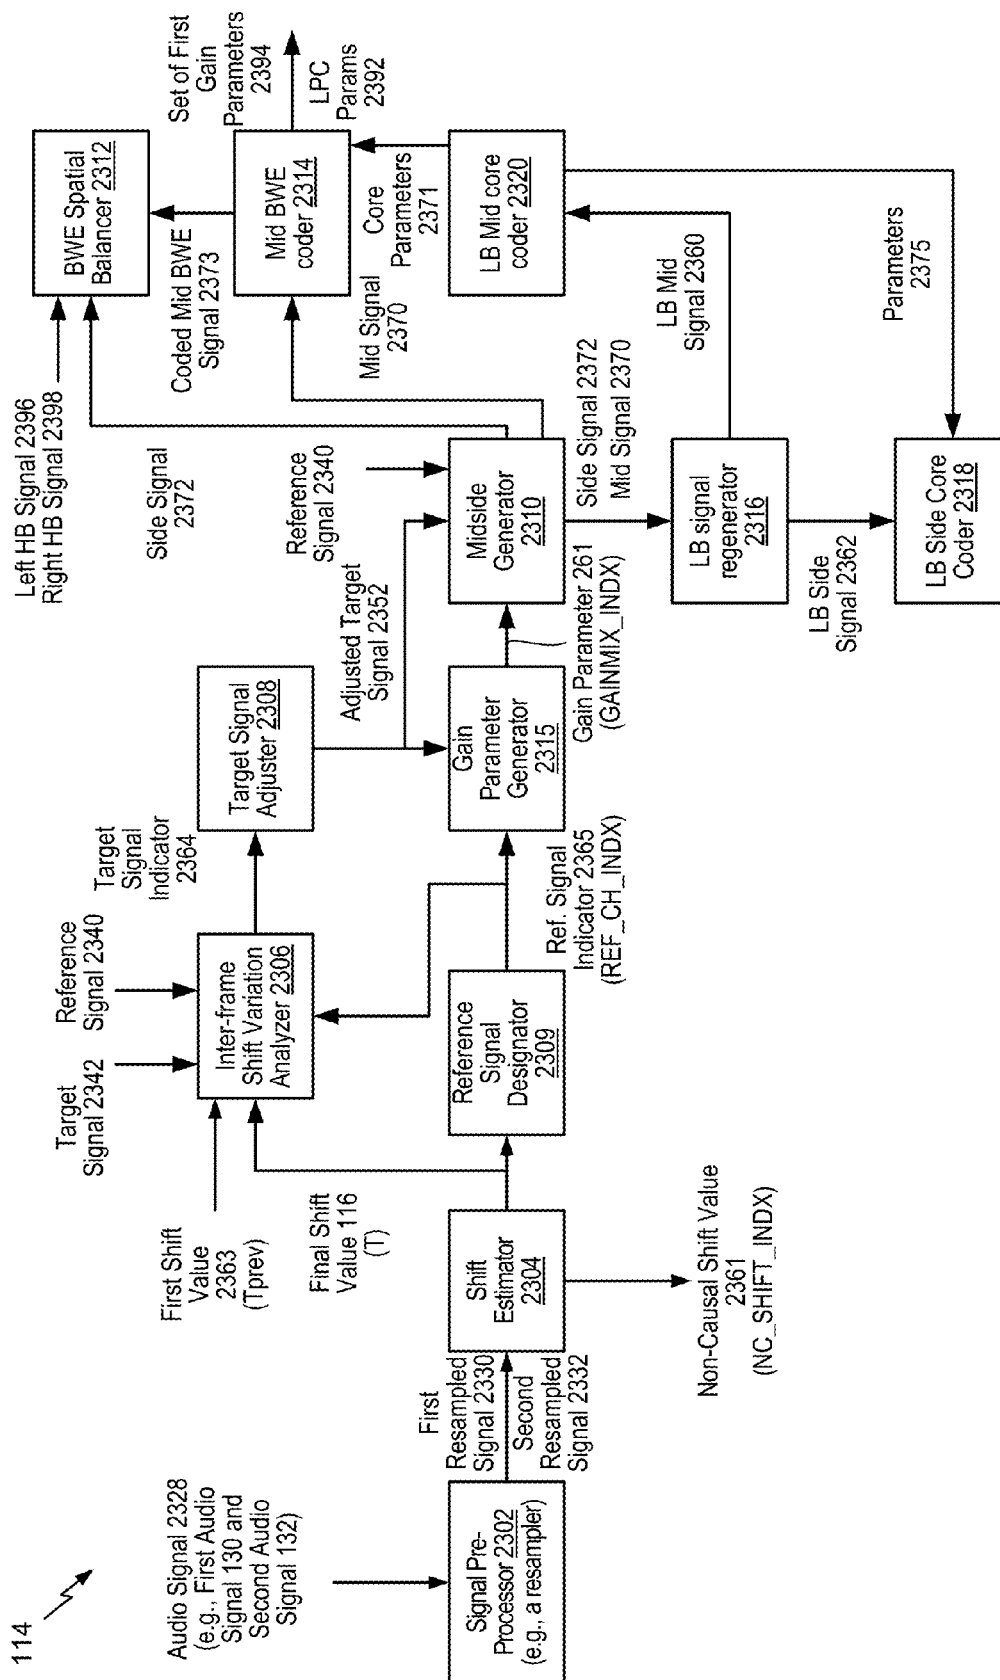 114
Audio Signal 2328
(e.g., First Audio
Signal 130 and
Second Audio
Signal 132)
Signal Pre-
Processor 2302
(e.g., a resampler)
First
Resampled
Signal 2330
Second
Resampled
Signal 2332
Shift
Estimator
2304
Non-Causal Shift Value
2361
(NC_SHIFT_INDX)
First Shift
Value
2363
(Tprev)
Final Shift
Value 116
(T)
Target
Signal 2342
Reference
Signal 2340
Inter-frame
Shift Variation
Analyzer 2306
Reference
Signal
Designator
2309
Ref. Signal
Indicator 2365
(REF_CH_INDX)
Target
Signal
Indicator
2364
Target Signal
Adjuster 2308
Gain
Parameter
Generator
2315
Adjusted Target
Signal 2352
Gain Parameter 261
(GAINMIX_INDX)
Reference
Signal 2340
Midside
Generator
2310
Side Signal
2372
Side Signal 2372
Mid Signal 2370
LB signal
regenerator
2316
LB Side
Signal 2362
LB Side Core
Coder 2318
Left HB Signal 2396
Right HB Signal 2398
Coded Mid BWE
Signal 2373
Mid Signal
2370
LB Mid
Signal 2360
Parameters
2375
BWE Spatial
Balancer 2312
Mid BWE
coder 2314
Core
Parameters
2371
LB Mid core
coder 2320
Set of First
Gain
Parameters
2394
LPC
Params
2392